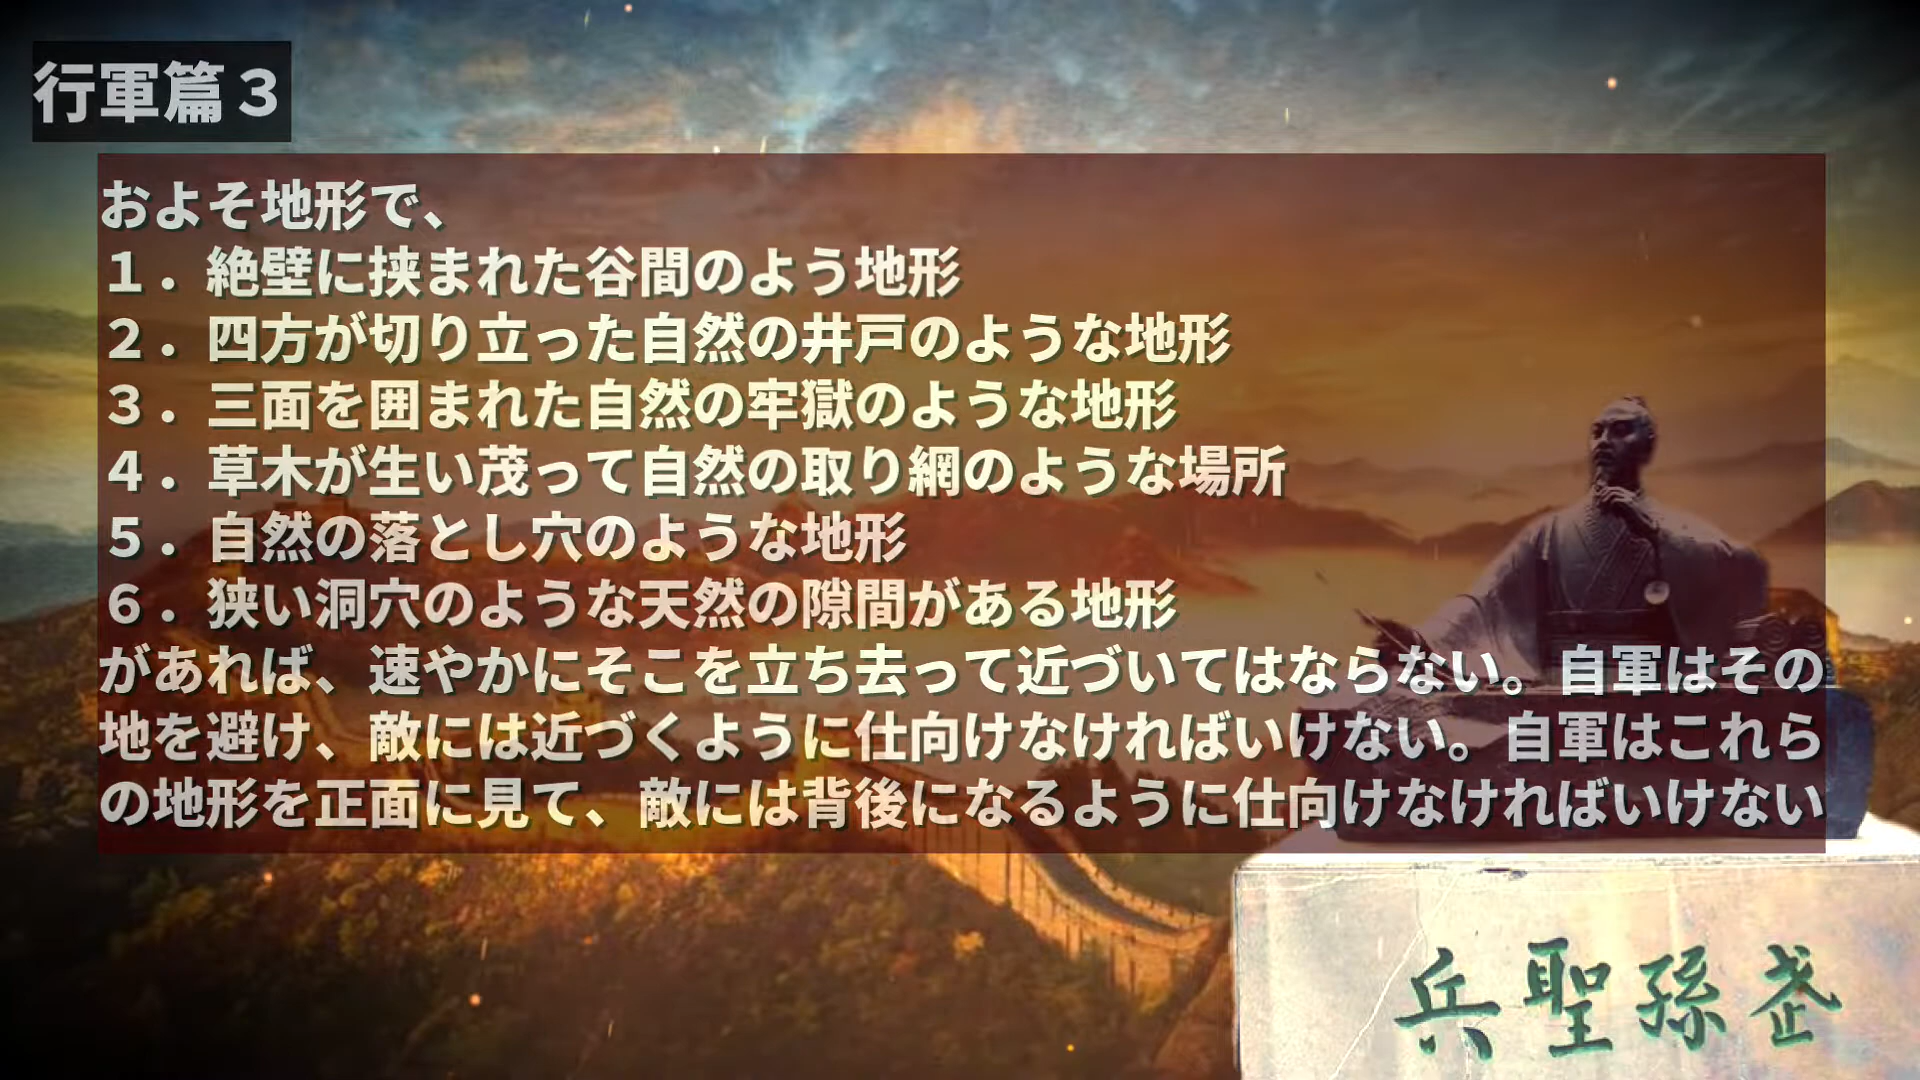 行軍篇３
およそ地形で、
１．絶壁に挟まれた谷間のよう地形
２．四方が切り立った自然の井戸のような地形
３．三面を囲まれた自然の牢獄のような地形
４．草木が生い茂って自然の取り網のような場所
５．自然の落とし穴のような地形
６．狭い洞穴のような天然の隙間がある地形
があれば、速やかにそこを立ち去って近づいてはならない。自軍はその
地を避け、敵には近づくように仕向けなければいけない。自軍はこれら
の地形を正面に見て、敵には背後になるように仕向けなければいけない
兵聖孫武